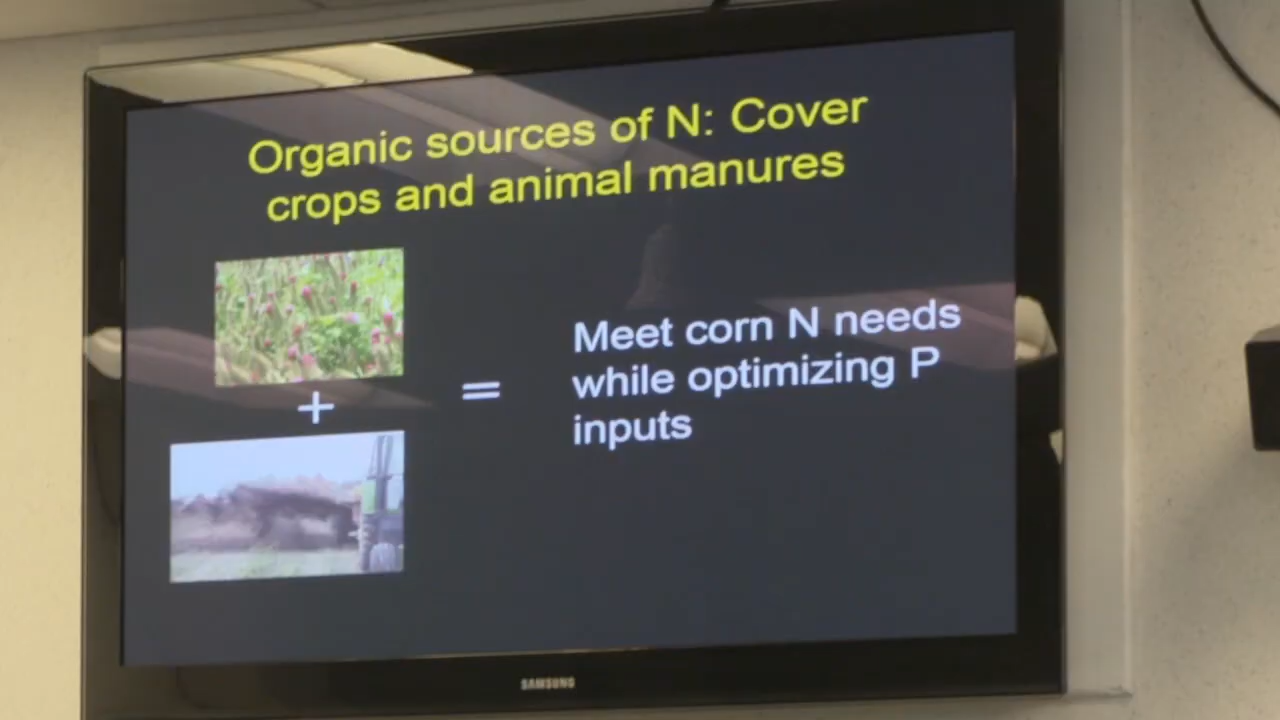 Organic sources of N: Cover
crops and animal manures
+
=
Meet corn N needs
while optimizing P
inputs
SAMSUNG